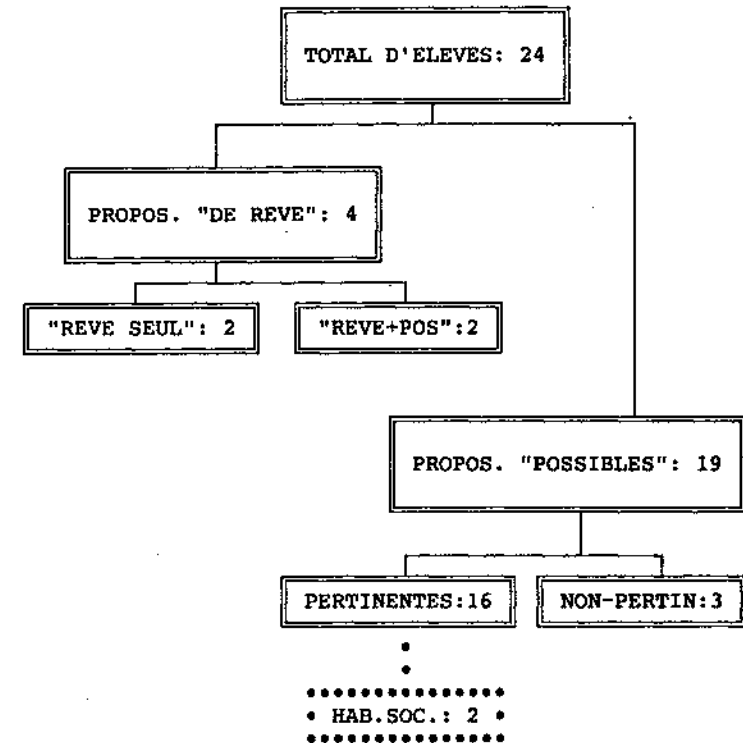 TOTAL D'ELEVES: 24
PROPOS. "DE REVE": 4
"REVE SEUL": 2
"REVE+POS":2
PROPOS. "POSSIBLES": 19
PERTINENTES:16
NON-PERTIN:3
HAB.SOC.: 2